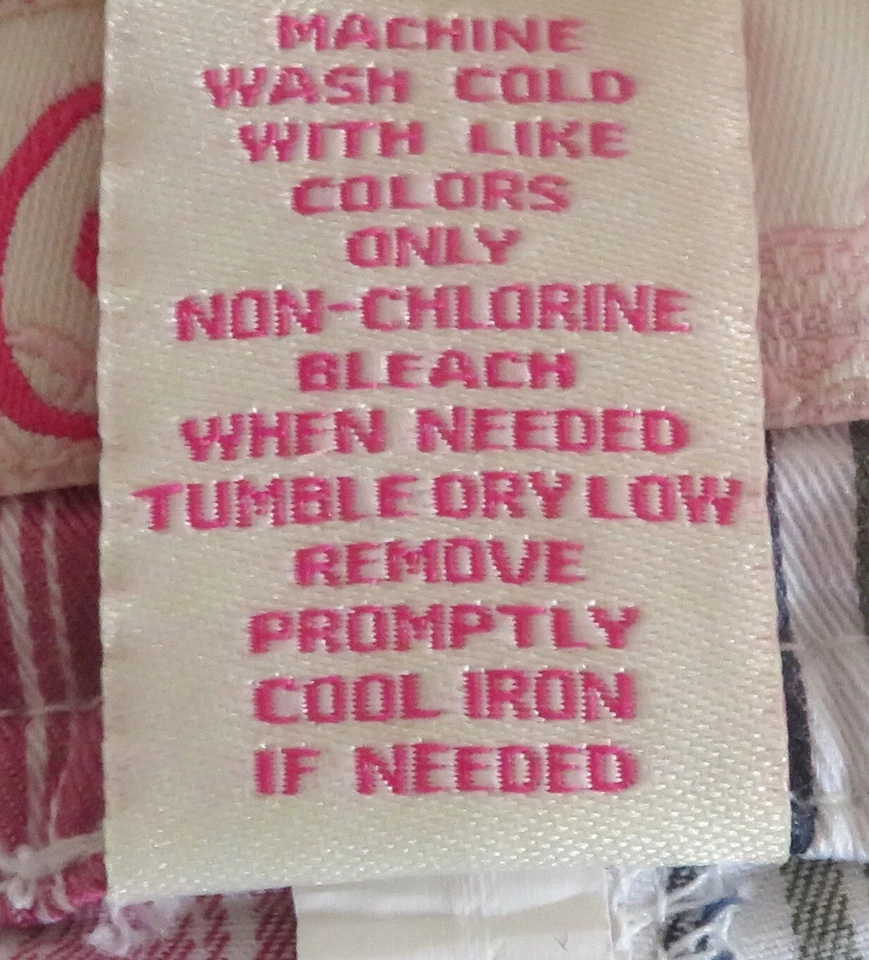 MACHINE
WASH COLD
WITH LIKE
COLORS
ONLY
NON-CHLORINE
BLEACH
WHEN NEEDED
TUMBLE DRY LOW
REMOVE
PROMPTLY
COOL IRON
IF NEEDED